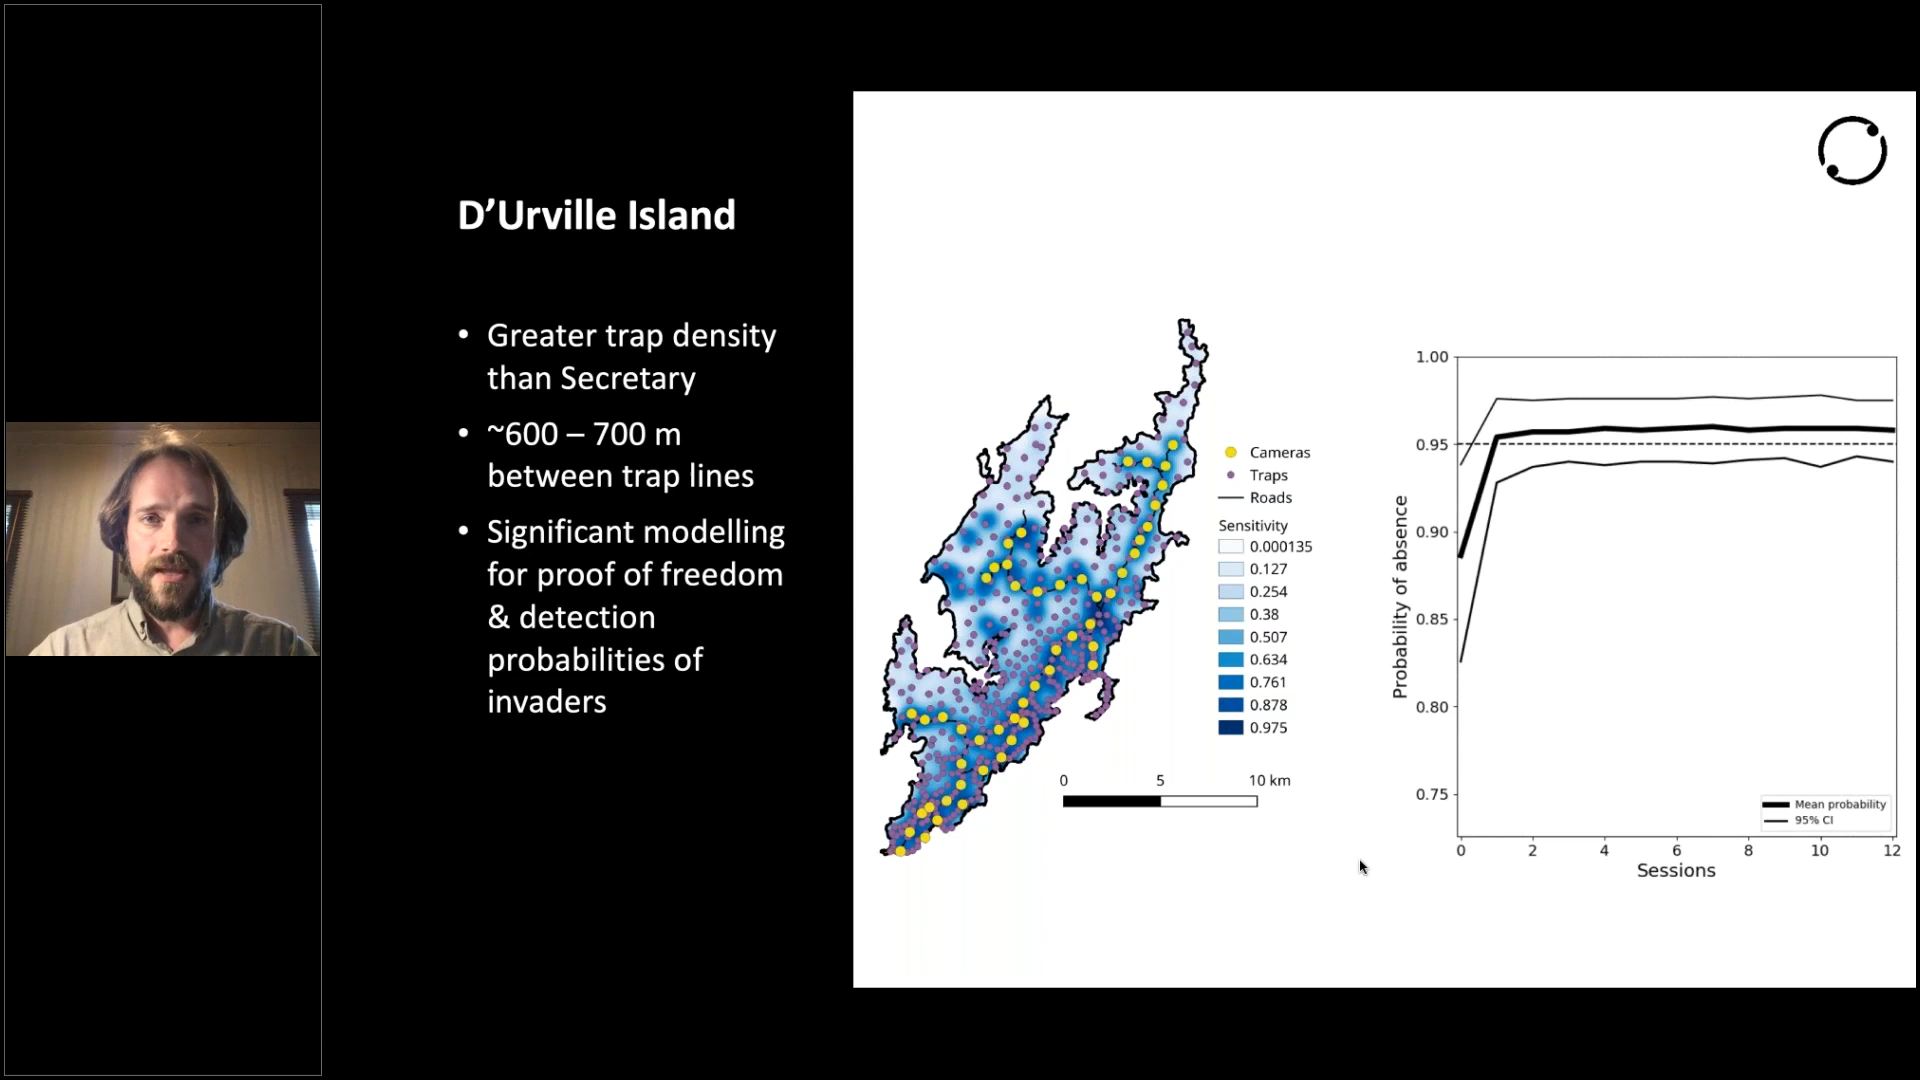 D’Urville Island
• Greater trap density
than Secretary
• ~600 – 700 m
between trap lines
• Significant modelling
for proof of freedom
& detection
probabilities of
invaders
Cameras
Traps
Roads
Sensitivity
0.000135
0.127
0.254
0.38
0.507
0.634
0.761
0.878
0.975
0 5 10 km
1.00
0.95
0.90
0.85
0.80
0.75
Probability of absence
Mean probability
95% CI
0 2 4 6 8 10 12
Sessions